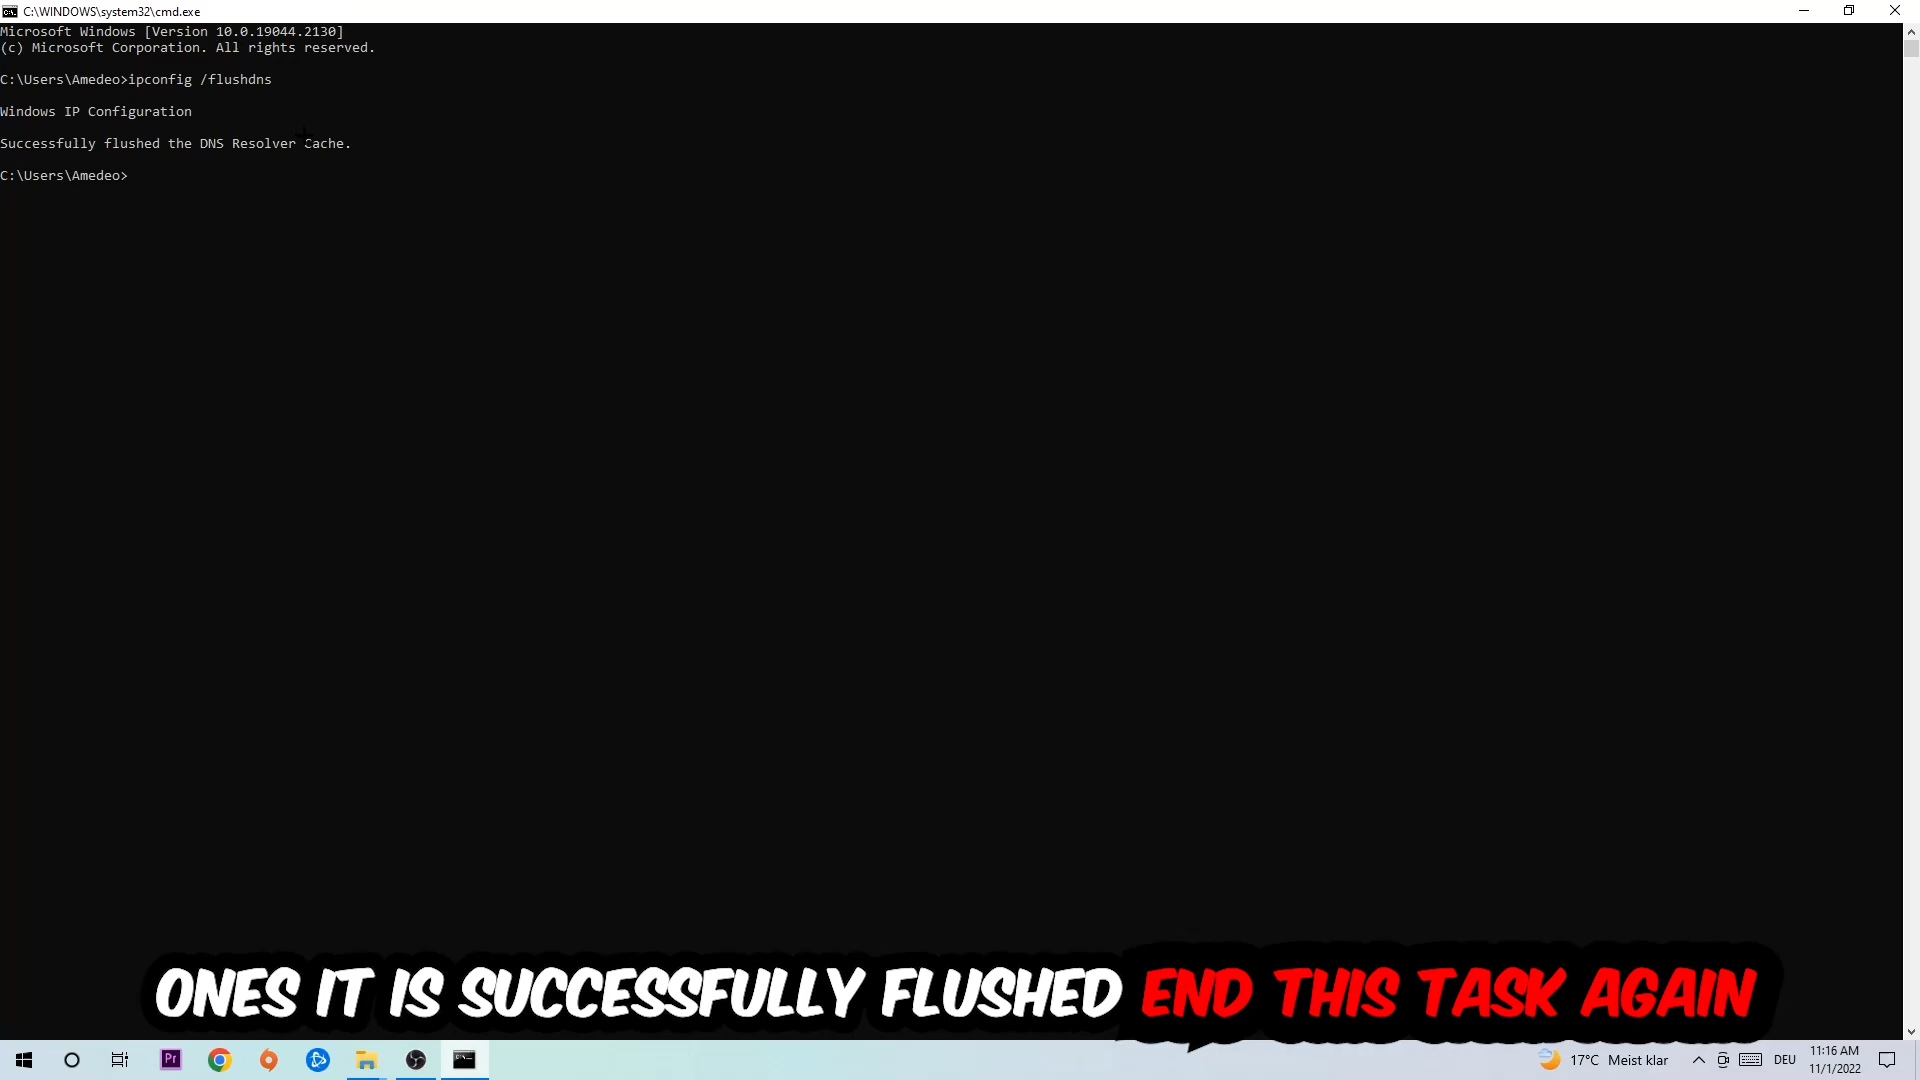 C:\WINDOWS\system32\cmd.exe
Microsoft Windows [Version 10.0.19044.2130]
(c) Microsoft Corporation. All rights reserved.
C:\Users\Amedeo>ipconfig /flushdns
Windows IP Configuration
Successfully flushed the DNS Resolver Cache.
C:\Users\Amedeo>
ONES IT IS SUCCESSFULLY FLUSHED END THIS TASK AGAIN
Pr
17°C Meist klar
DEU
11:16 AM
11/1/2022